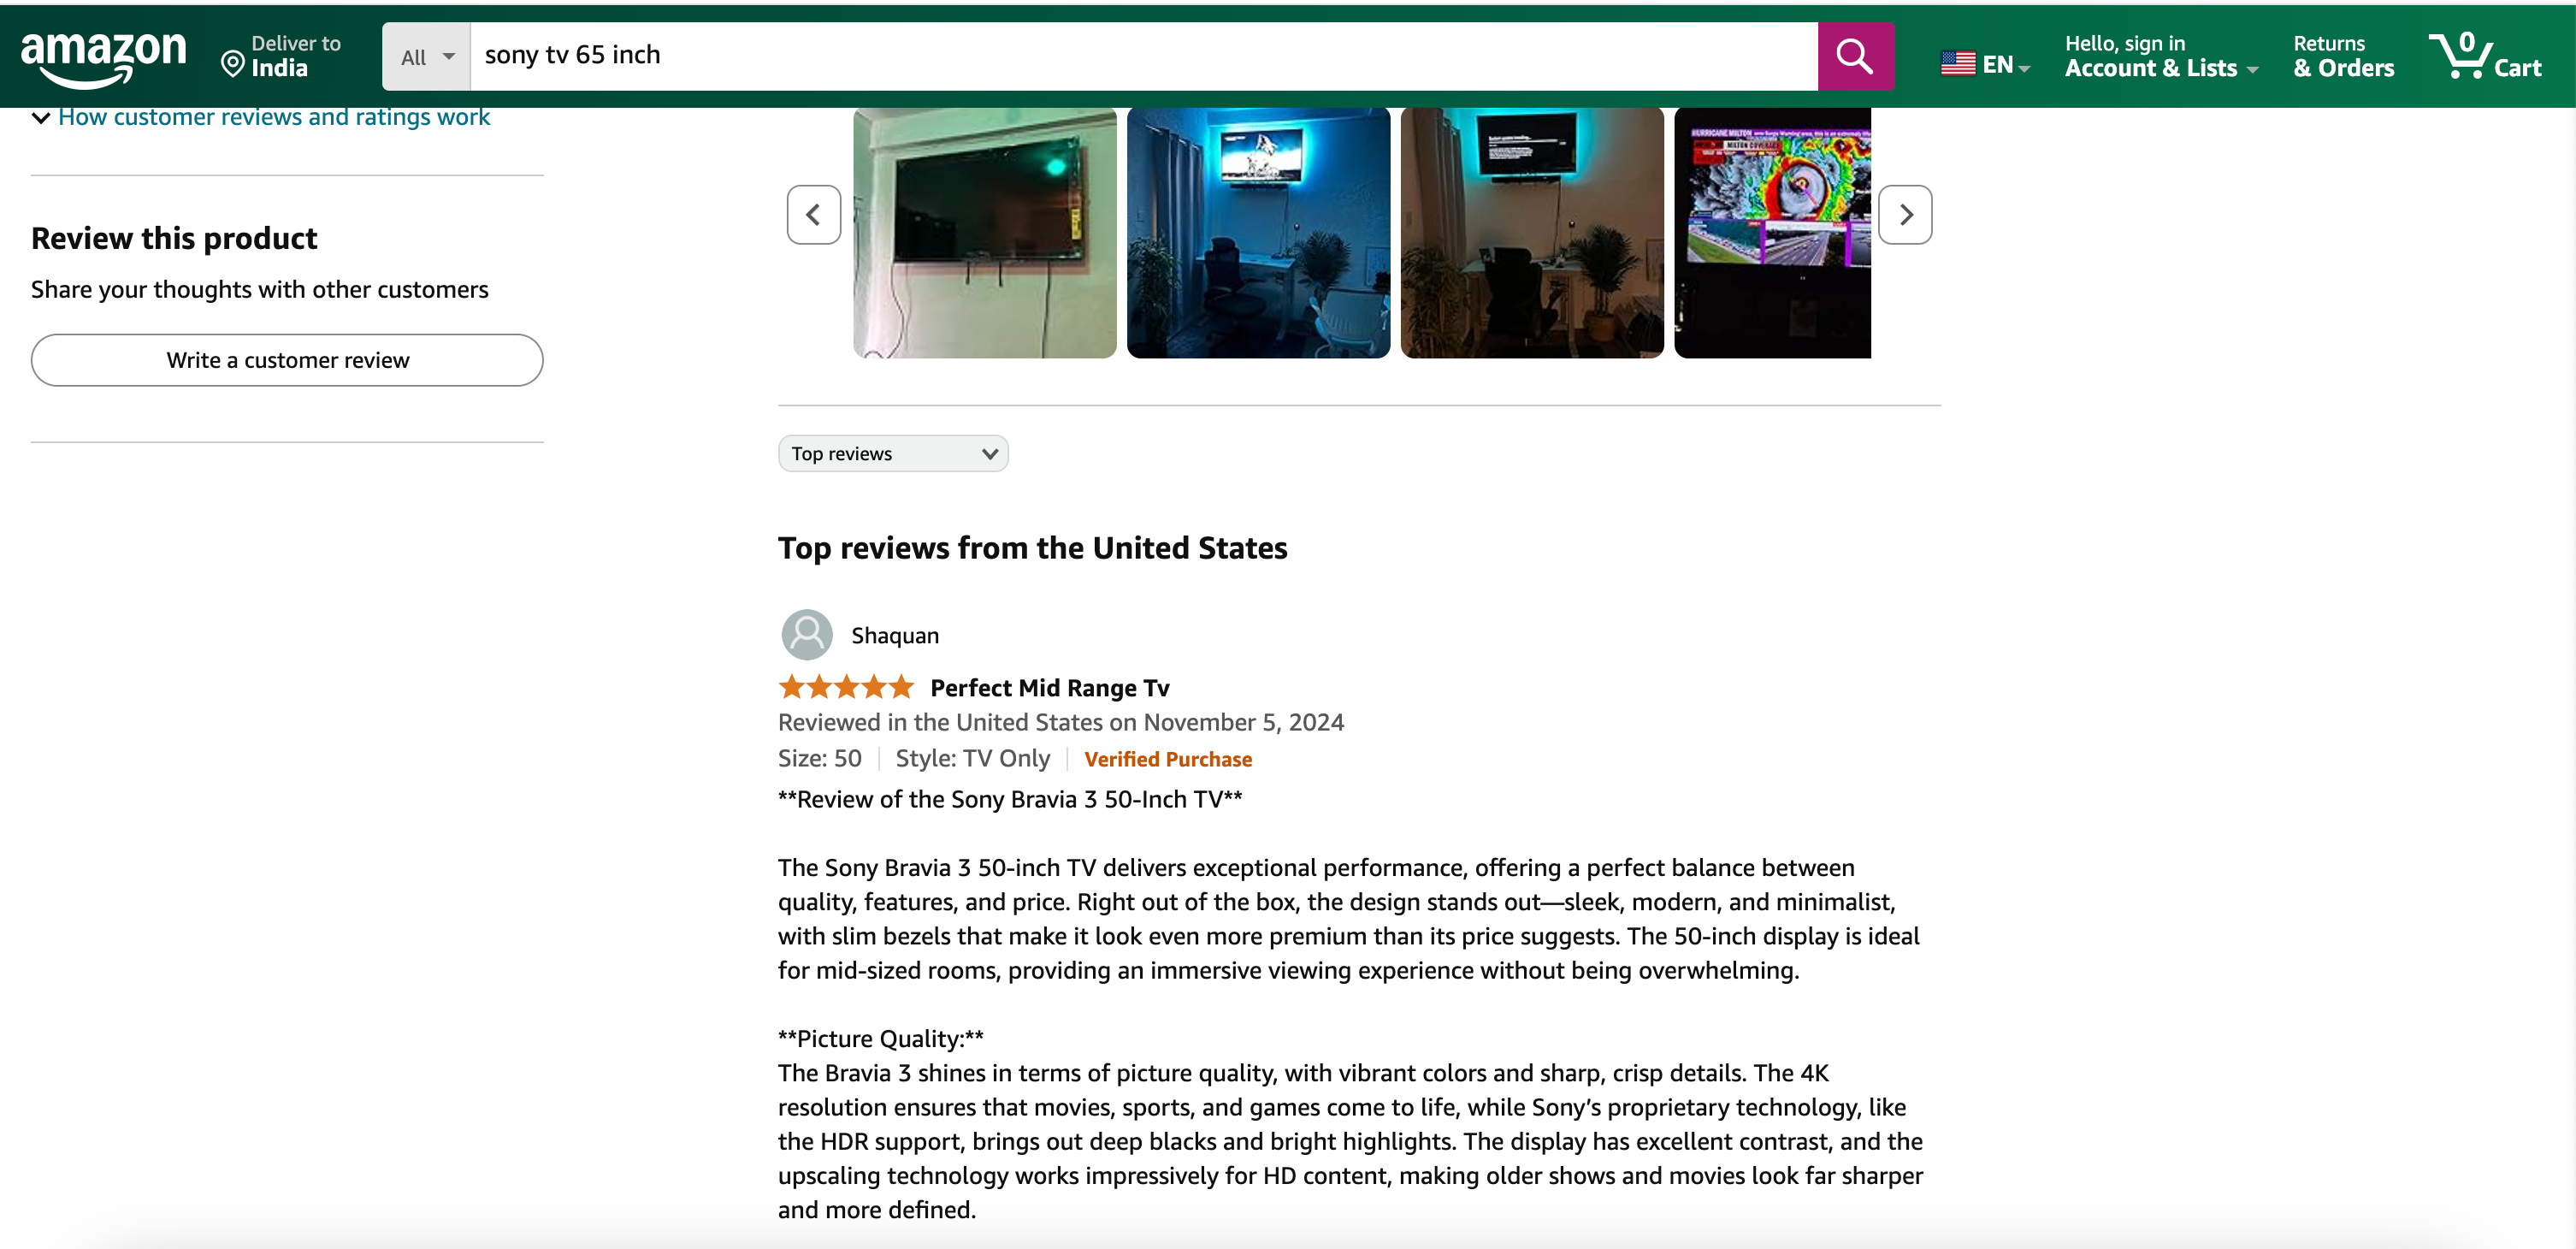 amazon
Deliver to
India
All
sony tv 65 inch
EN
Hello, sign in
Account & Lists
Returns
& Orders
0
Cart
How customer reviews and ratings work
Review this product
Share your thoughts with other customers
Write a customer review
HURRICANE MILTON
MILTON COVERAGE
Top reviews
Top reviews from the United States
Shaquan
Perfect Mid Range Tv
Reviewed in the United States on November 5, 2024
Size: 50 | Style: TV Only | Verified Purchase
**Review of the Sony Bravia 3 50-Inch TV**
The Sony Bravia 3 50-inch TV delivers exceptional performance, offering a perfect balance between
quality, features, and price. Right out of the box, the design stands out—sleek, modern, and minimalist,
with slim bezels that make it look even more premium than its price suggests. The 50-inch display is ideal
for mid-sized rooms, providing an immersive viewing experience without being overwhelming.
**Picture Quality:**
The Bravia 3 shines in terms of picture quality, with vibrant colors and sharp, crisp details. The 4K
resolution ensures that movies, sports, and games come to life, while Sony’s proprietary technology, like
the HDR support, brings out deep blacks and bright highlights. The display has excellent contrast, and the
upscaling technology works impressively for HD content, making older shows and movies look far sharper
and more defined.